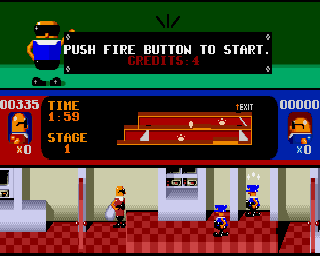 PUSH FIRE BUTTON TO START.
CREDITS:4
00335
TIME
1:59
↑EXIT
00000
STAGE
1
×0
×0